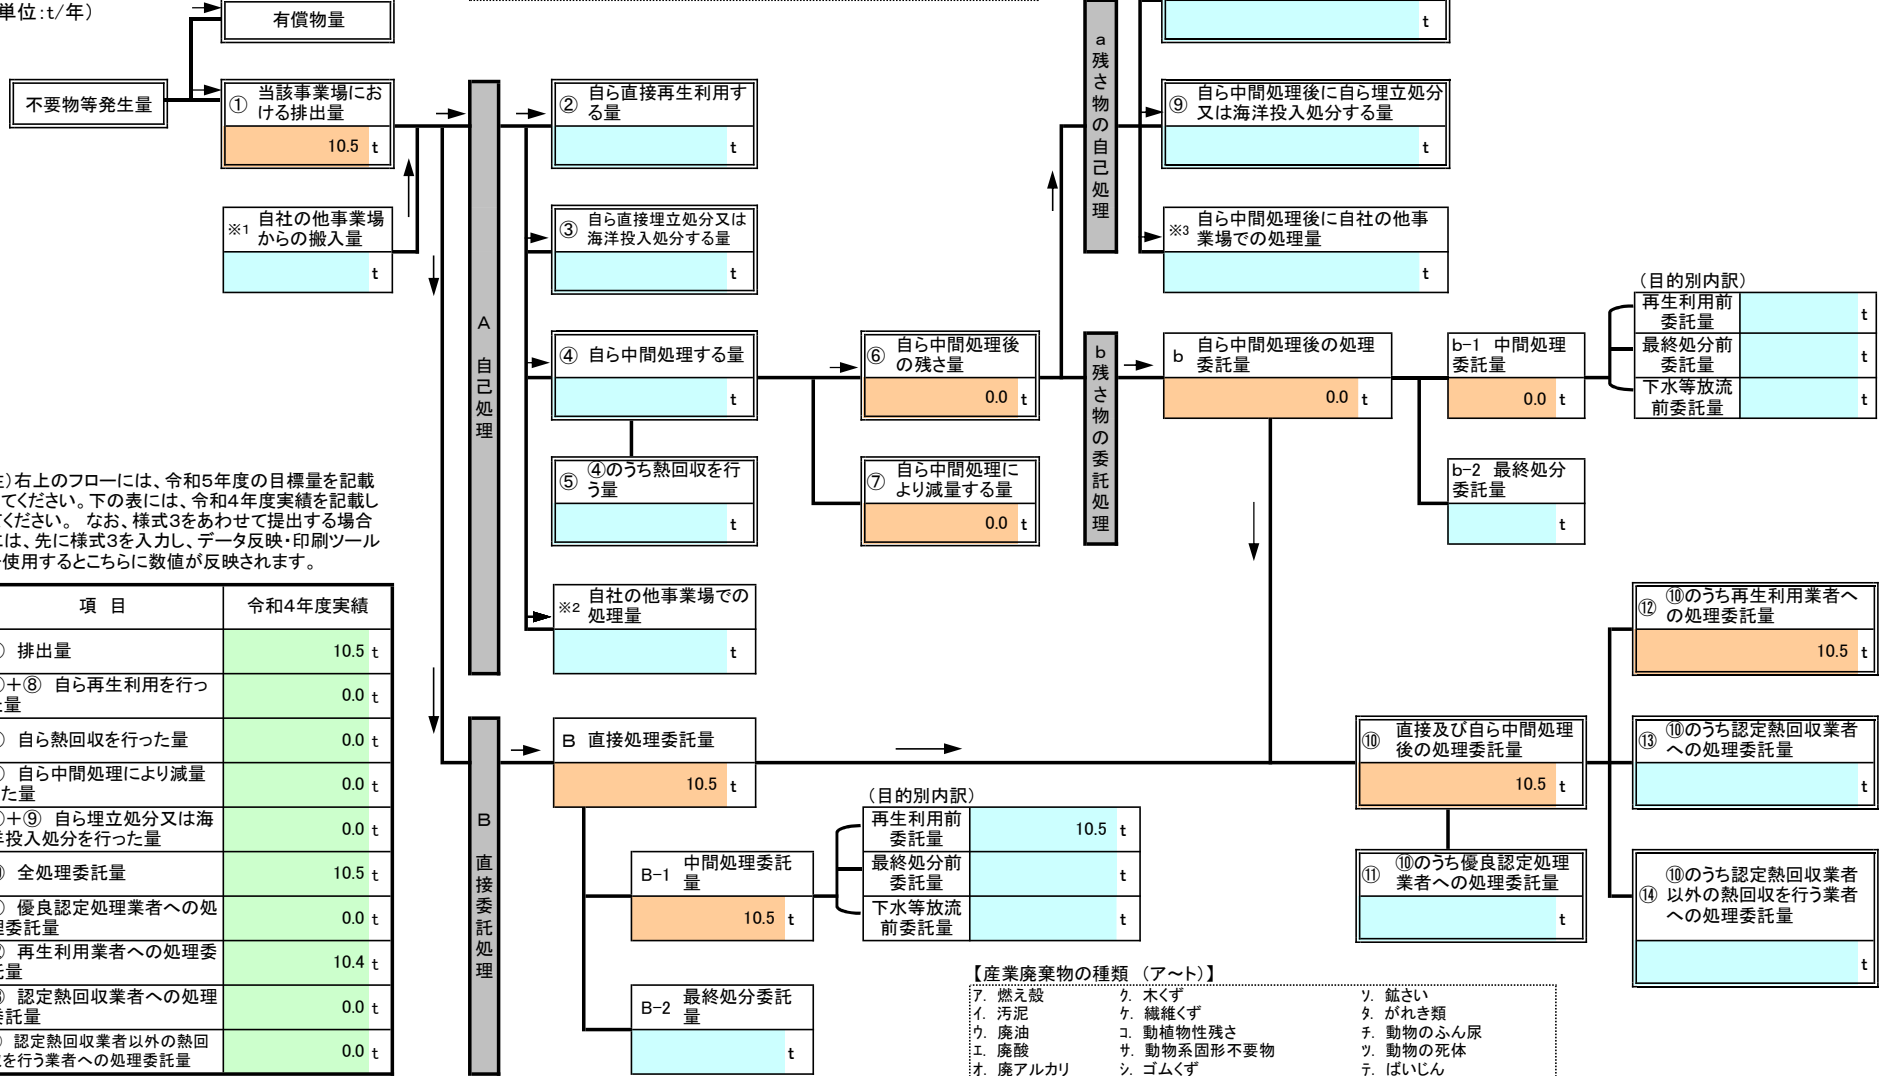 単位:t/年)
有償物量
不要物等発生量
① 当該事業場にお
ける排出量
10.5 t
※1 自社の他事業場
からの搬入量
t
A 自己処理
② 自ら直接再生利用す
る量
t
③ 自ら直接埋立処分又は
海洋投入処分する量
t
④ 自ら中間処理する量
t
⑤ ④のうち熱回収を行
う量
t
※2 自社の他事業場での
処理量
t
⑥ 自ら中間処理後
の残さ量
0.0 t
⑦ 自ら中間処理に
より減量する量
0.0 t
a 残さ物の自己処理
t
⑨ 自ら中間処理後に自ら埋立処分
又は海洋投入処分する量
t
※3 自ら中間処理後に自社の他事
業場での処理量
t
b 残さ物の委託処理
b 自ら中間処理後の処理
委託量
0.0 t
b-1 中間処理
委託量
0.0 t
b-2 最終処分
委託量
t
(目的別内訳)
再生利用前
委託量
t
最終処分前
委託量
t
下水等放流
前委託量
t
)右上のフローには、令和5年度の目標量を記載
てください。下の表には、令和4年度実績を記載し
ください。 なお、様式3をあわせて提出する場合
は、先に様式3を入力し、データ反映・印刷ツール
使用するとこちらに数値が反映されます。
項 目 令和4年度実績
排出量 10.5 t
+⑧ 自ら再生利用を行っ
量 0.0 t
自ら熱回収を行った量 0.0 t
自ら中間処理により減量
た量 0.0 t
+⑨ 自ら埋立処分又は海
投入処分を行った量 0.0 t
全処理委託量 10.5 t
優良認定処理業者への処
委託量 0.0 t
再生利用業者への処理委
量 10.4 t
認定熱回収業者への処理
託量 0.0 t
認定熱回収業者以外の熱回
を行う業者への処理委託量 0.0 t
B 直接委託処理
B 直接処理委託量
10.5 t
B-1 中間処理委託
量
10.5 t
B-2 最終処分委託
量
t
(目的別内訳)
再生利用前
委託量
10.5 t
最終処分前
委託量
t
下水等放流
前委託量
t
⑩ 直接及び自ら中間処理
後の処理委託量
10.5 t
⑪ ⑩のうち優良認定処理
業者への処理委託量
t
⑫ ⑩のうち再生利用業者へ
の処理委託量
10.5 t
⑬ ⑩のうち認定熱回収業者
への処理委託量
t
⑭ ⑩のうち認定熱回収業者
以外の熱回収を行う業者
への処理委託量
t
【産業廃棄物の種類 (ア~ト)】
ア. 燃え殻 ク. 木くず ソ. 鉱さい
イ. 汚泥 ケ. 繊維くず タ. がれき類
ウ. 廃油 コ. 動植物性残さ チ. 動物のふん尿
エ. 廃酸 サ. 動物系固形不要物 ツ. 動物の死体
オ. 廃アルカリ シ. ゴムくず テ. ばいじん